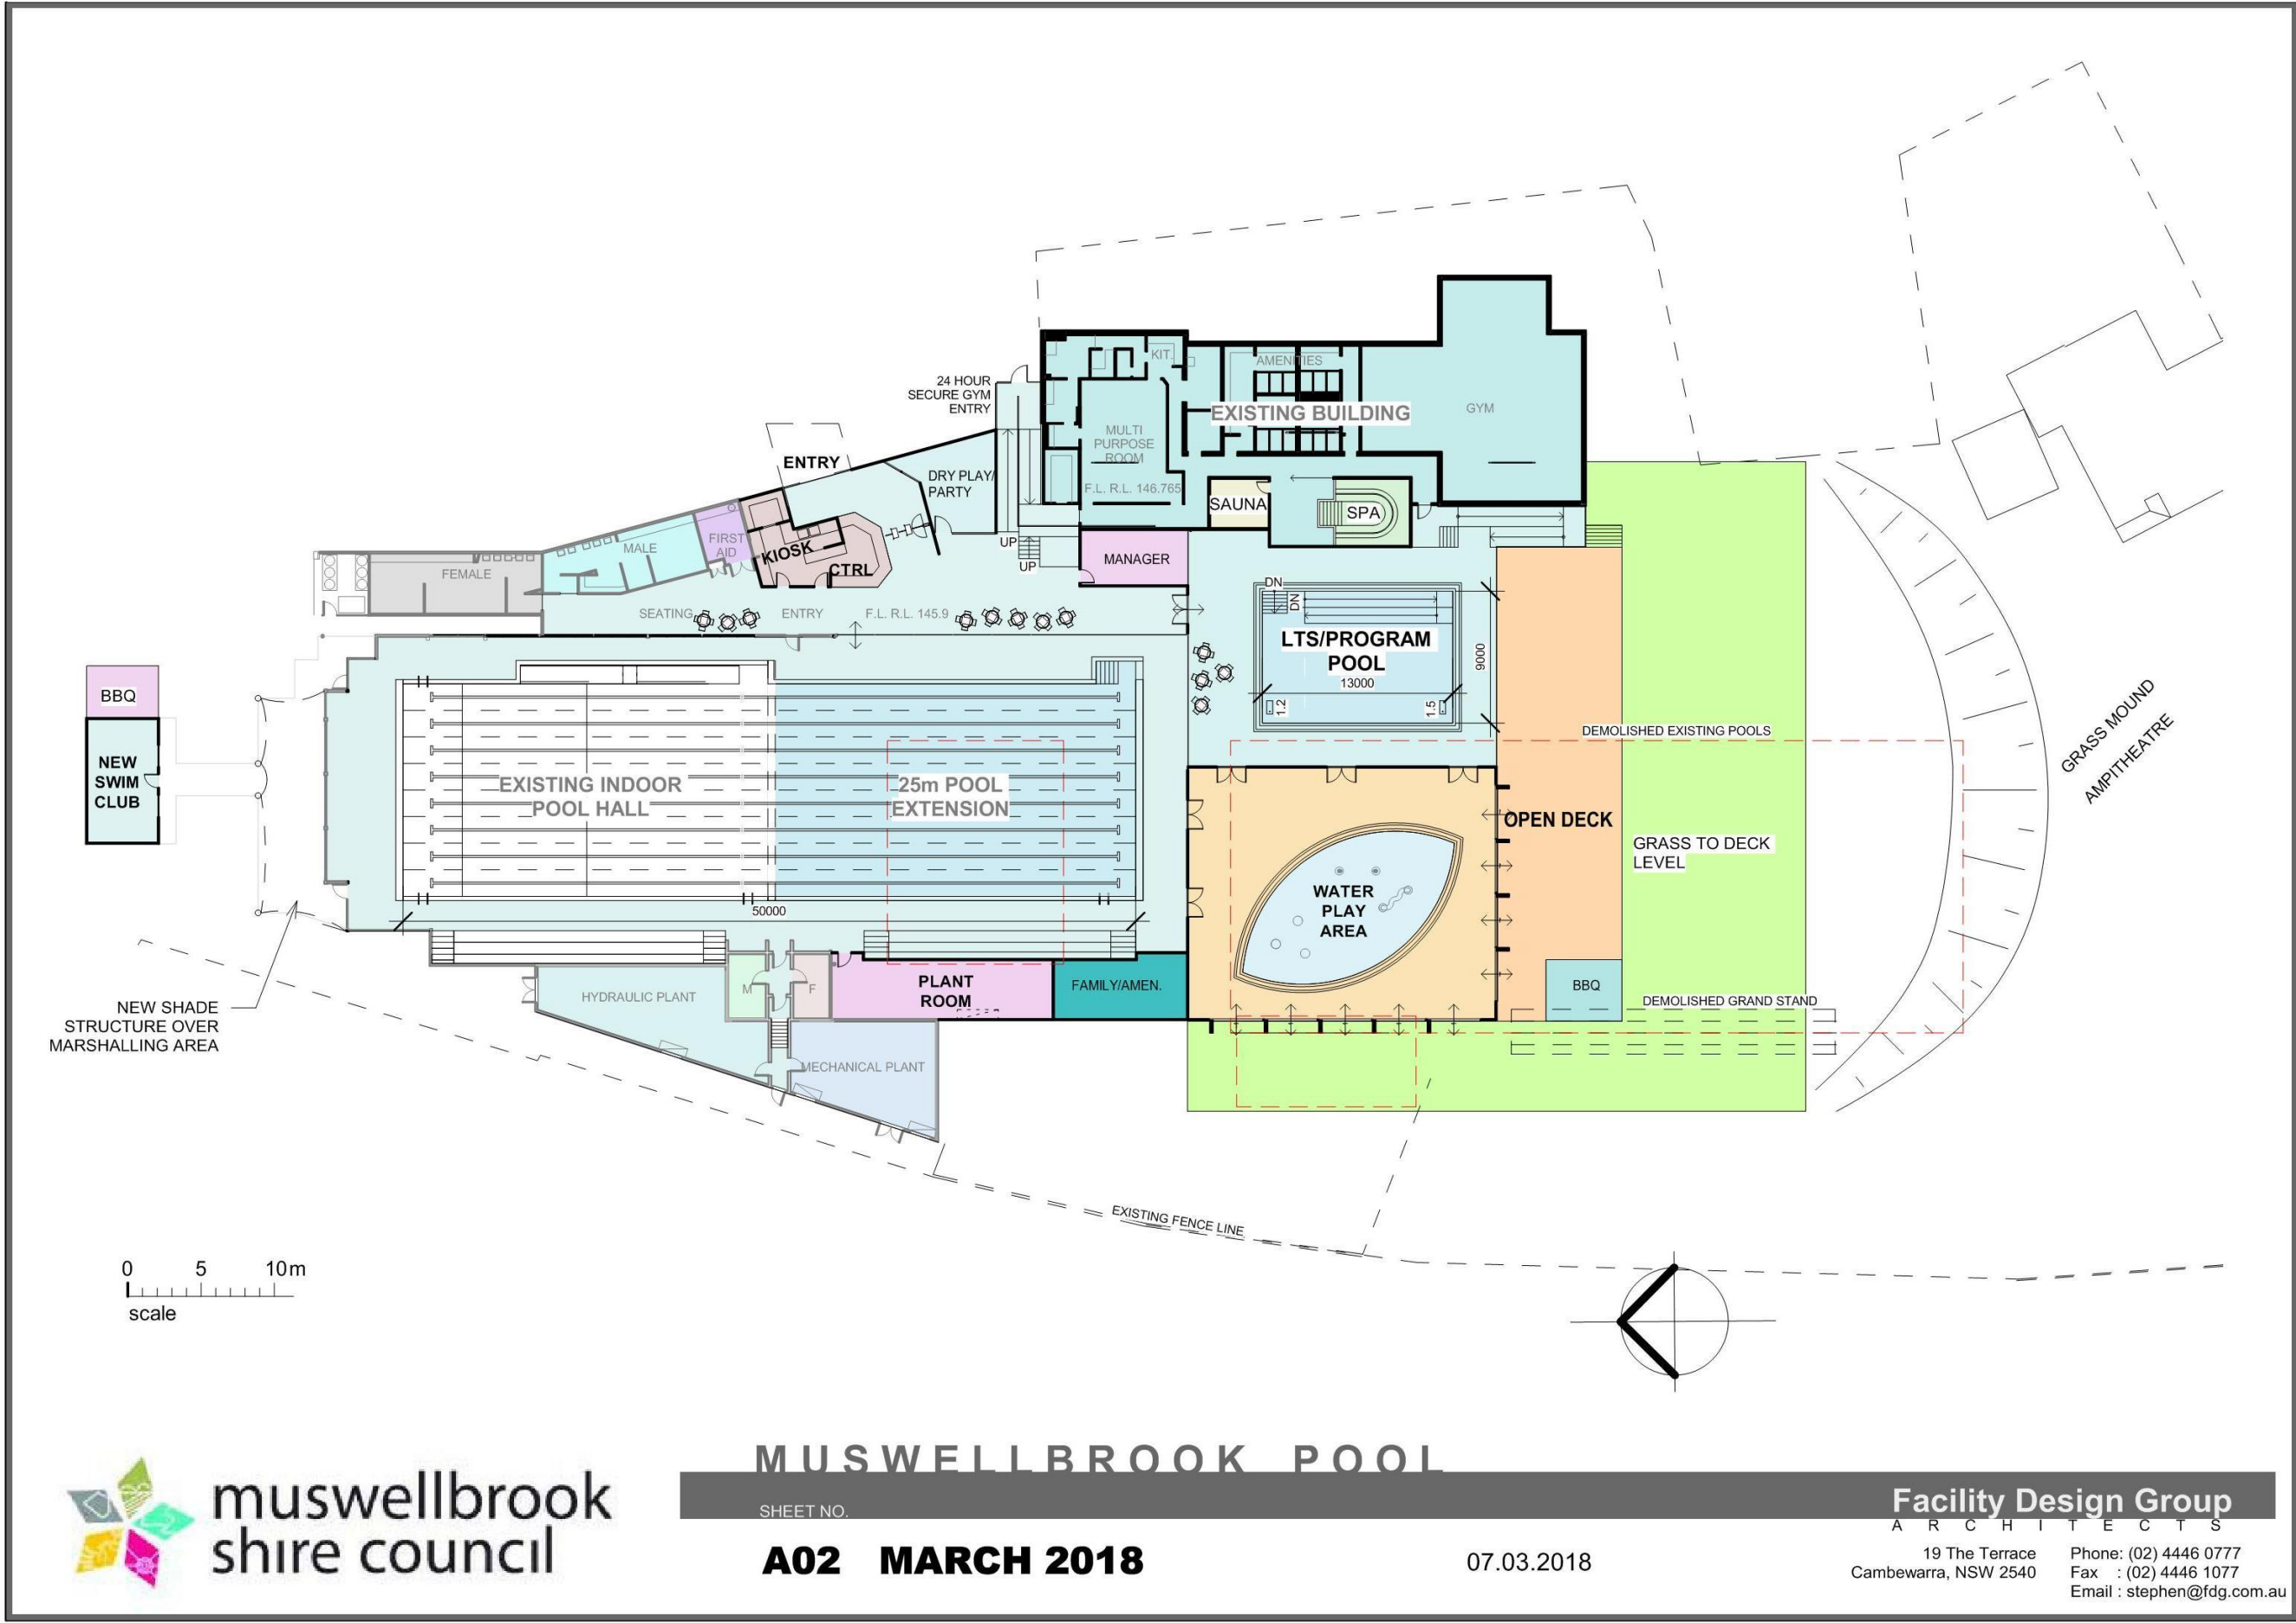 24 HOUR
SECURE GYM
ENTRY
KIT.
AMENITIES
EXISTING BUILDING
GYM
MULTI
PURPOSE
ROOM
F.L. R.L. 146.765
ENTRY
DRY PLAY/
PARTY
SAUNA
SPA
UP
UP
MANAGER
FIRST
AID
KIOSK
CTRL
MALE
FEMALE
SEATING
ENTRY
F.L. R.L. 145.9
DN
DN
LTS/PROGRAM
POOL
13000
9000
1.2
1.5
BBQ
NEW
SWIM
CLUB
EXISTING INDOOR
POOL HALL
25m POOL
EXTENSION
50000
DEMOLISHED EXISTING POOLS
OPEN DECK
GRASS TO DECK
LEVEL
GRASS MOUND
AMPITHEATRE
WATER
PLAY
AREA
BBQ
DEMOLISHED GRAND STAND
NEW SHADE
STRUCTURE OVER
MARSHALLING AREA
HYDRAULIC PLANT
M
F
PLANT
ROOM
FAMILY/AMEN.
MECHANICAL PLANT
EXISTING FENCE LINE
0 5 10m
scale
muswellbrook
shire council
MUSWELLBROOK POOL
SHEET NO.
A02 MARCH 2018
07.03.2018
Facility Design Group
ARCHITECTS
19 The Terrace
Cambewarra, NSW 2540
Phone: (02) 4446 0777
Fax : (02) 4446 1077
Email : stephen@fdg.com.au